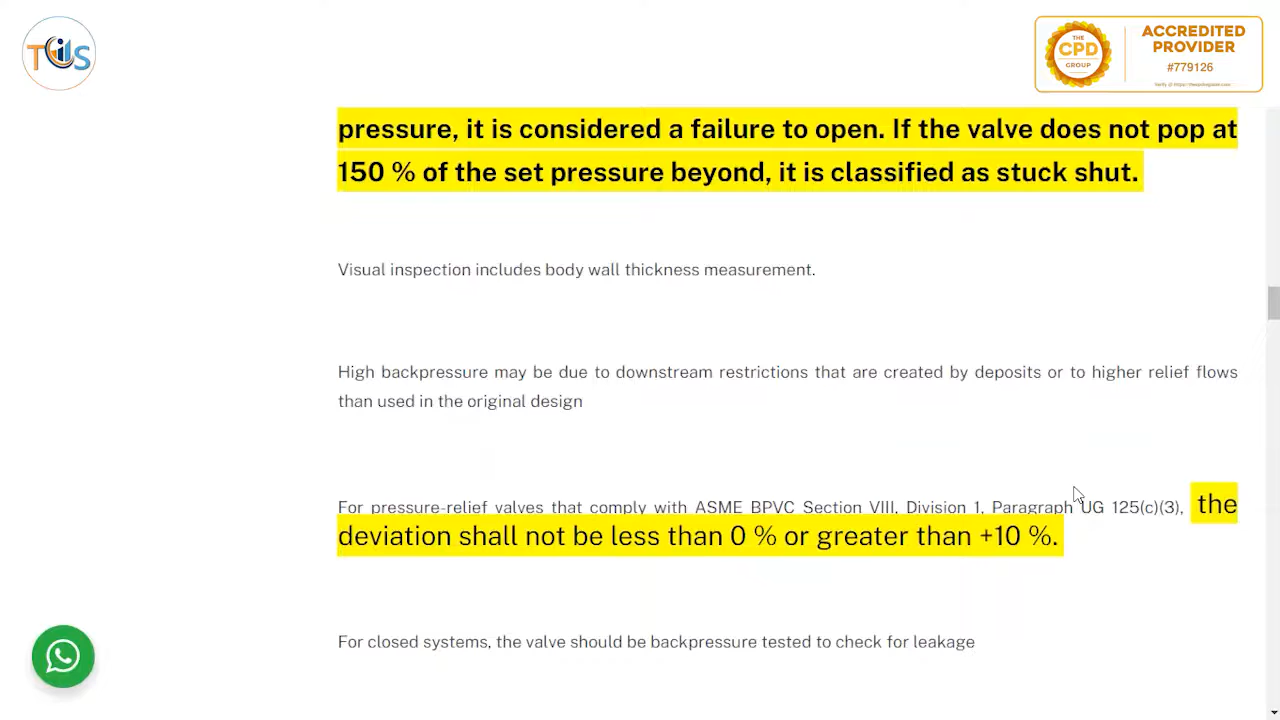 TCIS
THE
CPD
GROUP
ACCREDITED
PROVIDER
#779126
pressure, it is considered a failure to open. If the valve does not pop at
150 % of the set pressure beyond, it is classified as stuck shut.
Visual inspection includes body wall thickness measurement.
High backpressure may be due to downstream restrictions that are created by deposits or to higher relief flows
than used in the original design
For pressure-relief valves that comply with ASME BPVC Section VIII, Division 1, Paragraph UG 125(c)(3), the
deviation shall not be less than 0 % or greater than +10 %.
For closed systems, the valve should be backpressure tested to check for leakage